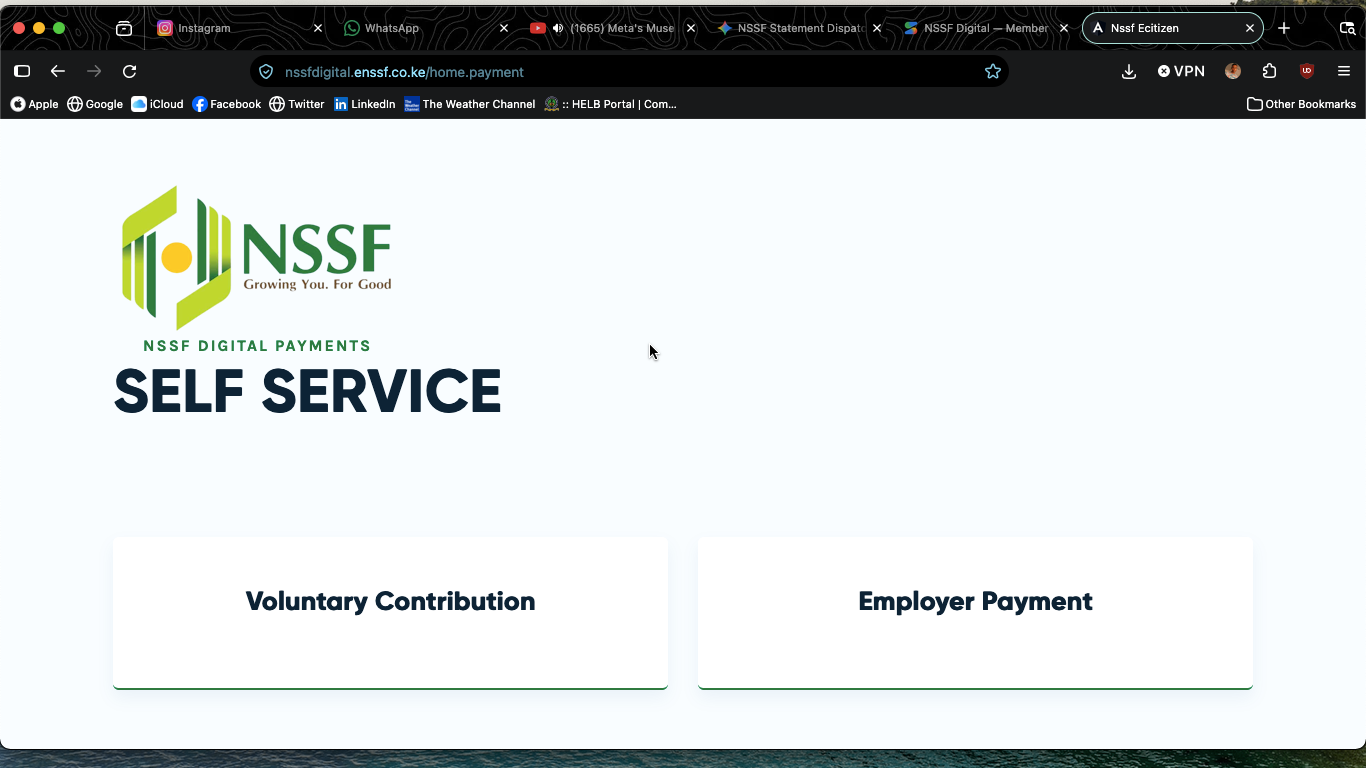 Instagram
WhatsApp
(1665) Meta's Muse
NSSF Statement Dispatc
NSSF Digital — Member
Nssf Ecitizen
nssfdigital.enssf.co.ke/home.payment
VPN
UD
Apple
Google
iCloud
Facebook
Twitter
LinkedIn
The Weather Channel
:: HELB Portal | Com...
Other Bookmarks
NSSF
Growing You. For Good
NSSF DIGITAL PAYMENTS
SELF SERVICE
Voluntary Contribution
Employer Payment